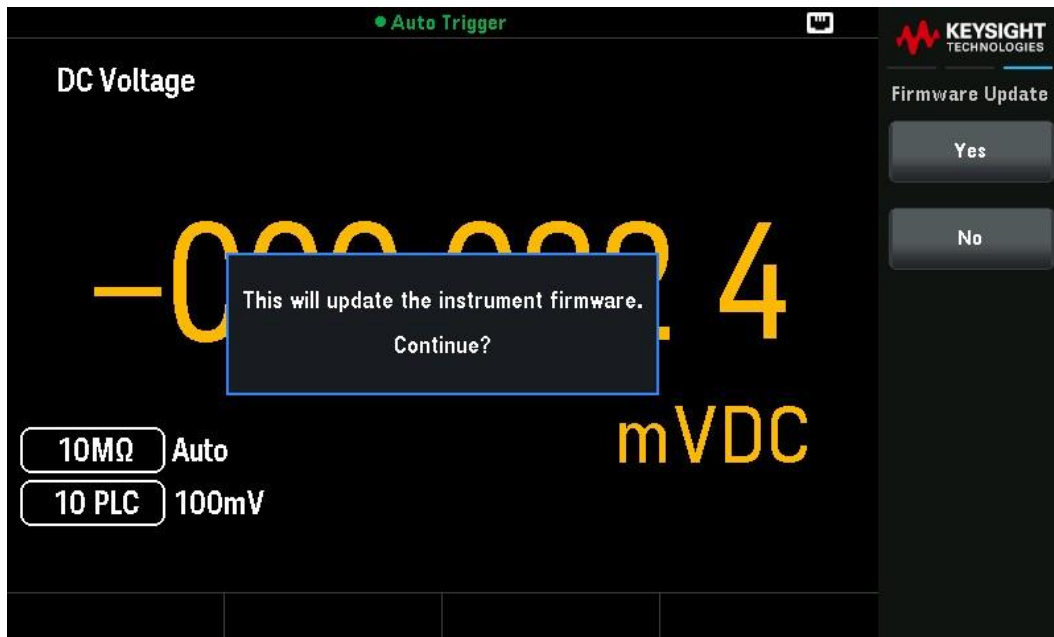 Auto Trigger
KEYSIGHT
TECHNOLOGIES
DC Voltage
Firmware Update
Yes
No
4
This will update the instrument firmware.
Continue?
mVDC
10MΩ Auto
10 PLC 100mV